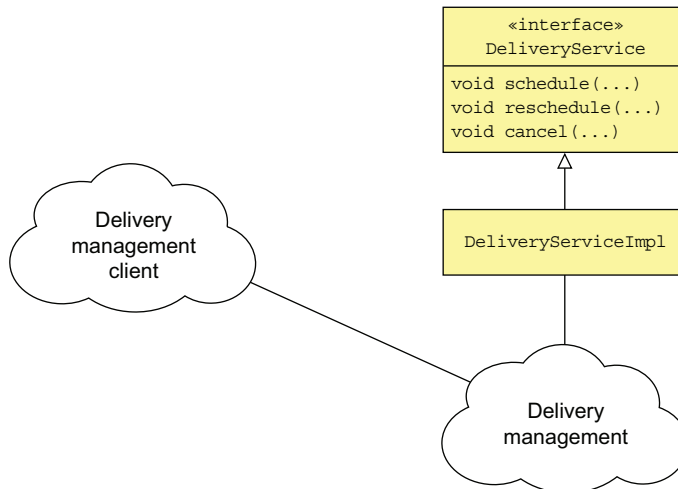 «interface»
DeliveryService
void schedule(...)
void reschedule(...)
void cancel(...)
DeliveryServiceImpl
Delivery
management
client
Delivery
management